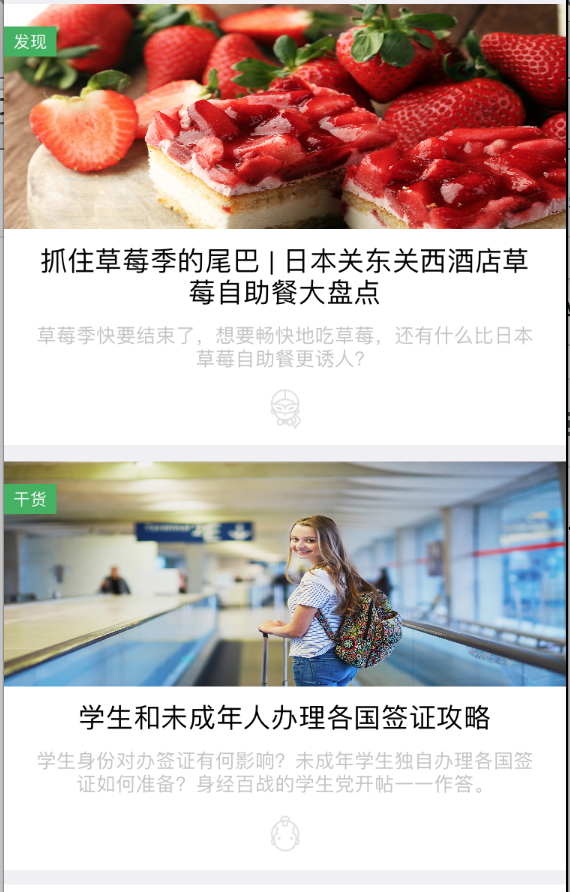 发现
抓住草莓季的尾巴 | 日本关东关西酒店草
莓自助餐大盘点
草莓季快要结束了，想要畅快地吃草莓，还有什么比日本
草莓自助餐更诱人？
干货
学生和未成年人办理各国签证攻略
学生身份对办签证有何影响？未成年学生独自办理各国签
证如何准备？身经百战的学生党开帖一一作答。